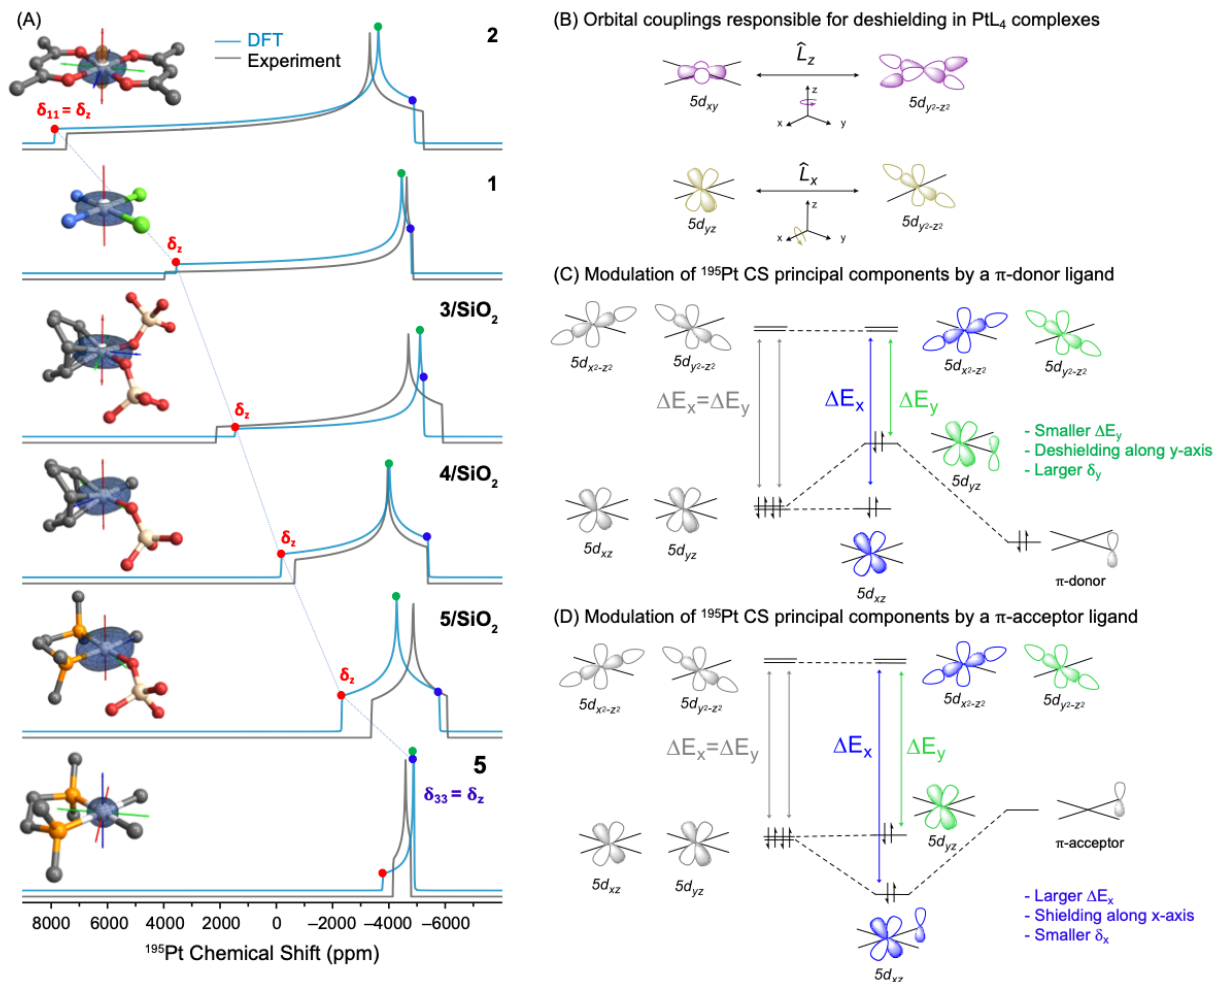 (A)
DFT
Experiment
2
δ11 = δz
1
δz
3/SiO2
δz
4/SiO2
δz
5/SiO2
δz
5
δ33 = δz
8000 6000 4000 2000 0 –2000 –4000 –6000
195Pt Chemical Shift (ppm)
(B) Orbital couplings responsible for deshielding in PtL4 complexes
L̂z
5dxy
5dy²-z²
z
x
y
L̂x
5dyz
5dy²-z²
z
x
y
(C) Modulation of 195Pt CS principal components by a π-donor ligand
5dx²-z²
5dy²-z²
5dx²-z²
5dy²-z²
ΔEx=ΔEy
ΔEx
ΔEy
- Smaller ΔEy
- Deshielding along y-axis
- Larger δy
5dyz
5dxz
5dyz
5dxz
π-donor
(D) Modulation of 195Pt CS principal components by a π-acceptor ligand
5dx²-z²
5dy²-z²
5dx²-z²
5dy²-z²
ΔEx=ΔEy
ΔEx
ΔEy
5dyz
π-acceptor
5dxz
5dyz
- Larger ΔEx
- Shielding along x-axis
- Smaller δx
5dxz